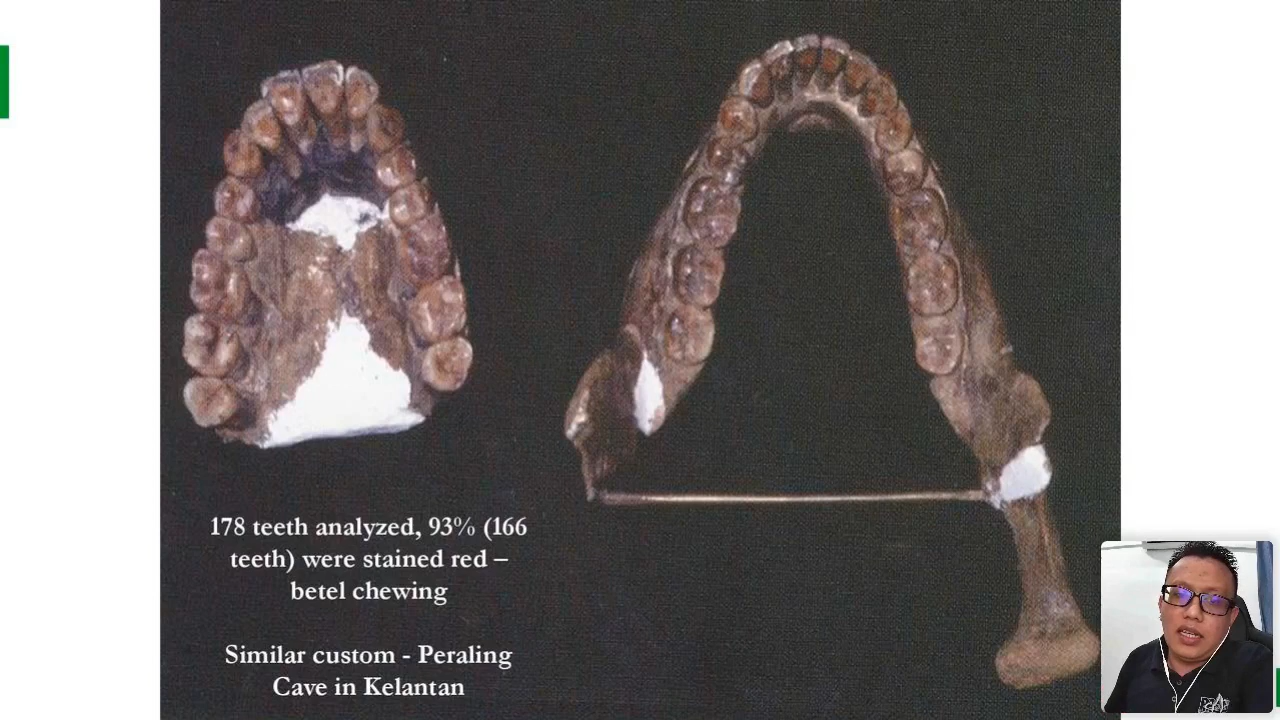 178 teeth analyzed, 93% (166
teeth) were stained red –
betel chewing
Similar custom - Peraling
Cave in Kelantan